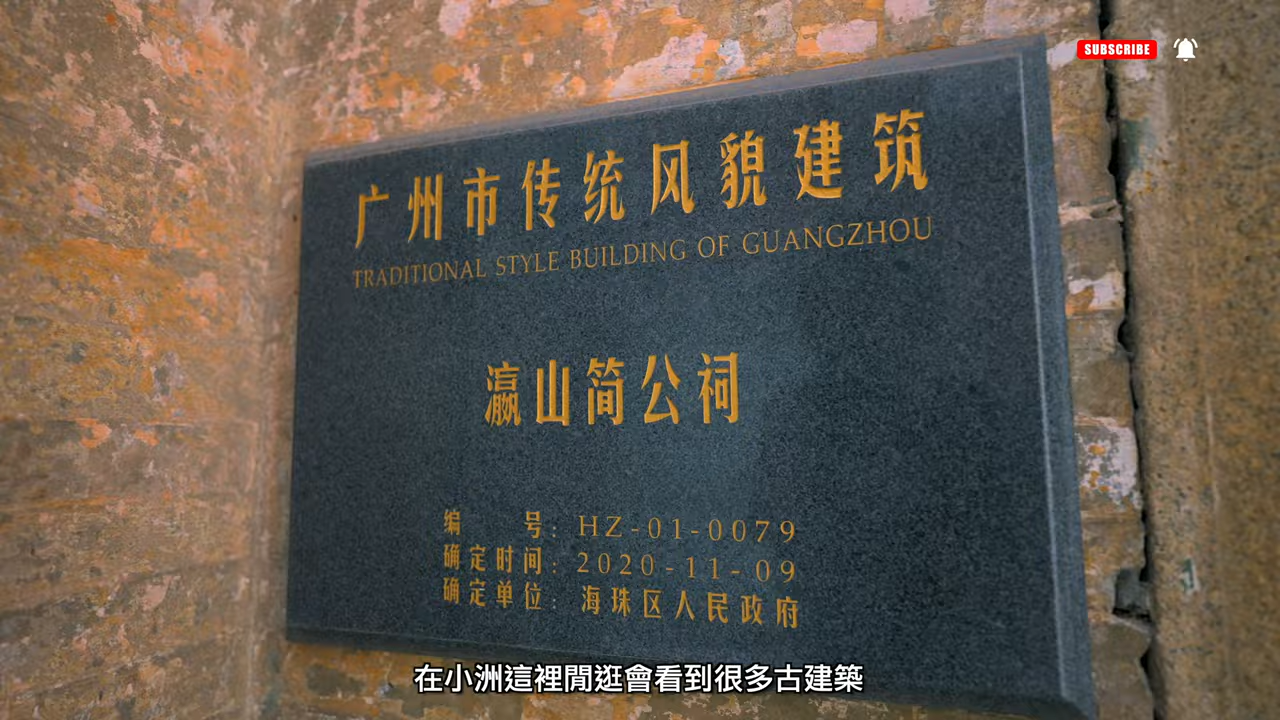 SUBSCRIBE
广州市传统风貌建筑
TRADITIONAL STYLE BUILDING OF GUANGZHOU
瀛山简公祠
编 号: HZ-01-0079
确定时间: 2020-11-09
确定单位: 海珠区人民政府
在小洲這裡閒逛會看到很多古建築